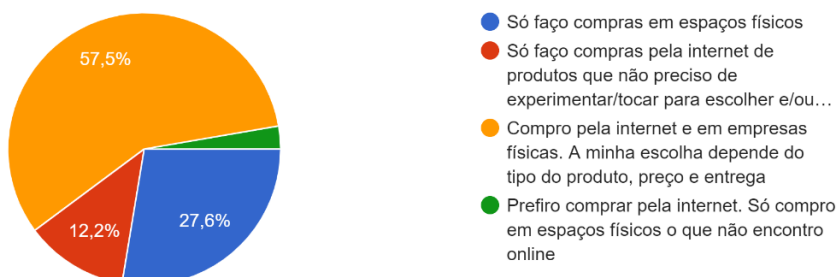 57,5%
12,2%
27,6%
Só faço compras em espaços físicos
Só faço compras pela internet de
produtos que não preciso de
experimentar/tocar para escolher e/ou…
Compro pela internet e em empresas
físicas. A minha escolha depende do
tipo do produto, preço e entrega
Prefiro comprar pela internet. Só compro
em espaços físicos o que não encontro
online